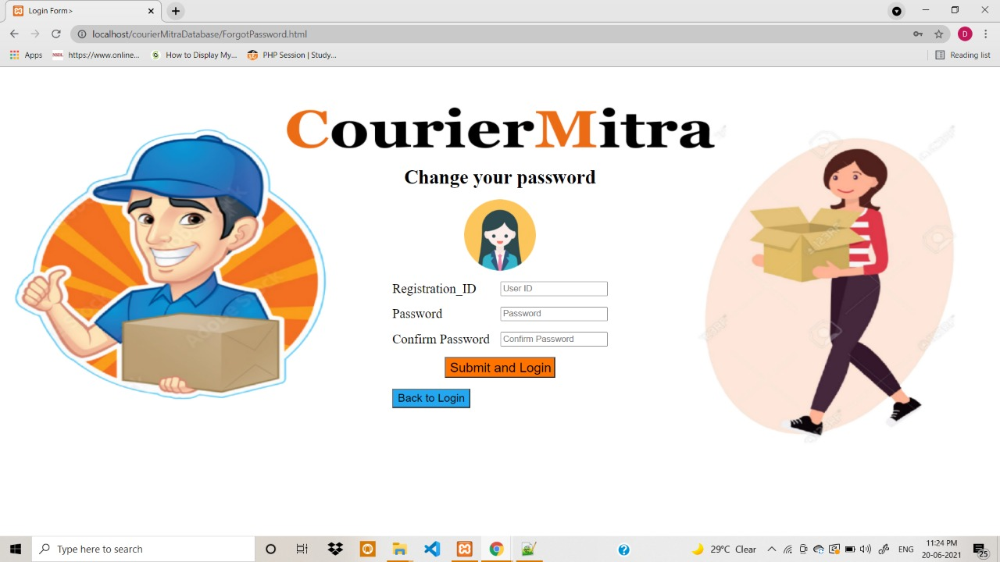 Login Form>
localhost/courierMitraDatabase/ForgotPassword.html
D
Apps
NSDL
https://www.online...
How to Display My...
PHP Session | Study...
Reading list
CourierMitra
Change your password
Registration_ID
User ID
Password
Password
Confirm Password
Confirm Password
Submit and Login
Back to Login
Type here to search
29°C Clear
ENG
11:24 PM
20-06-2021
25